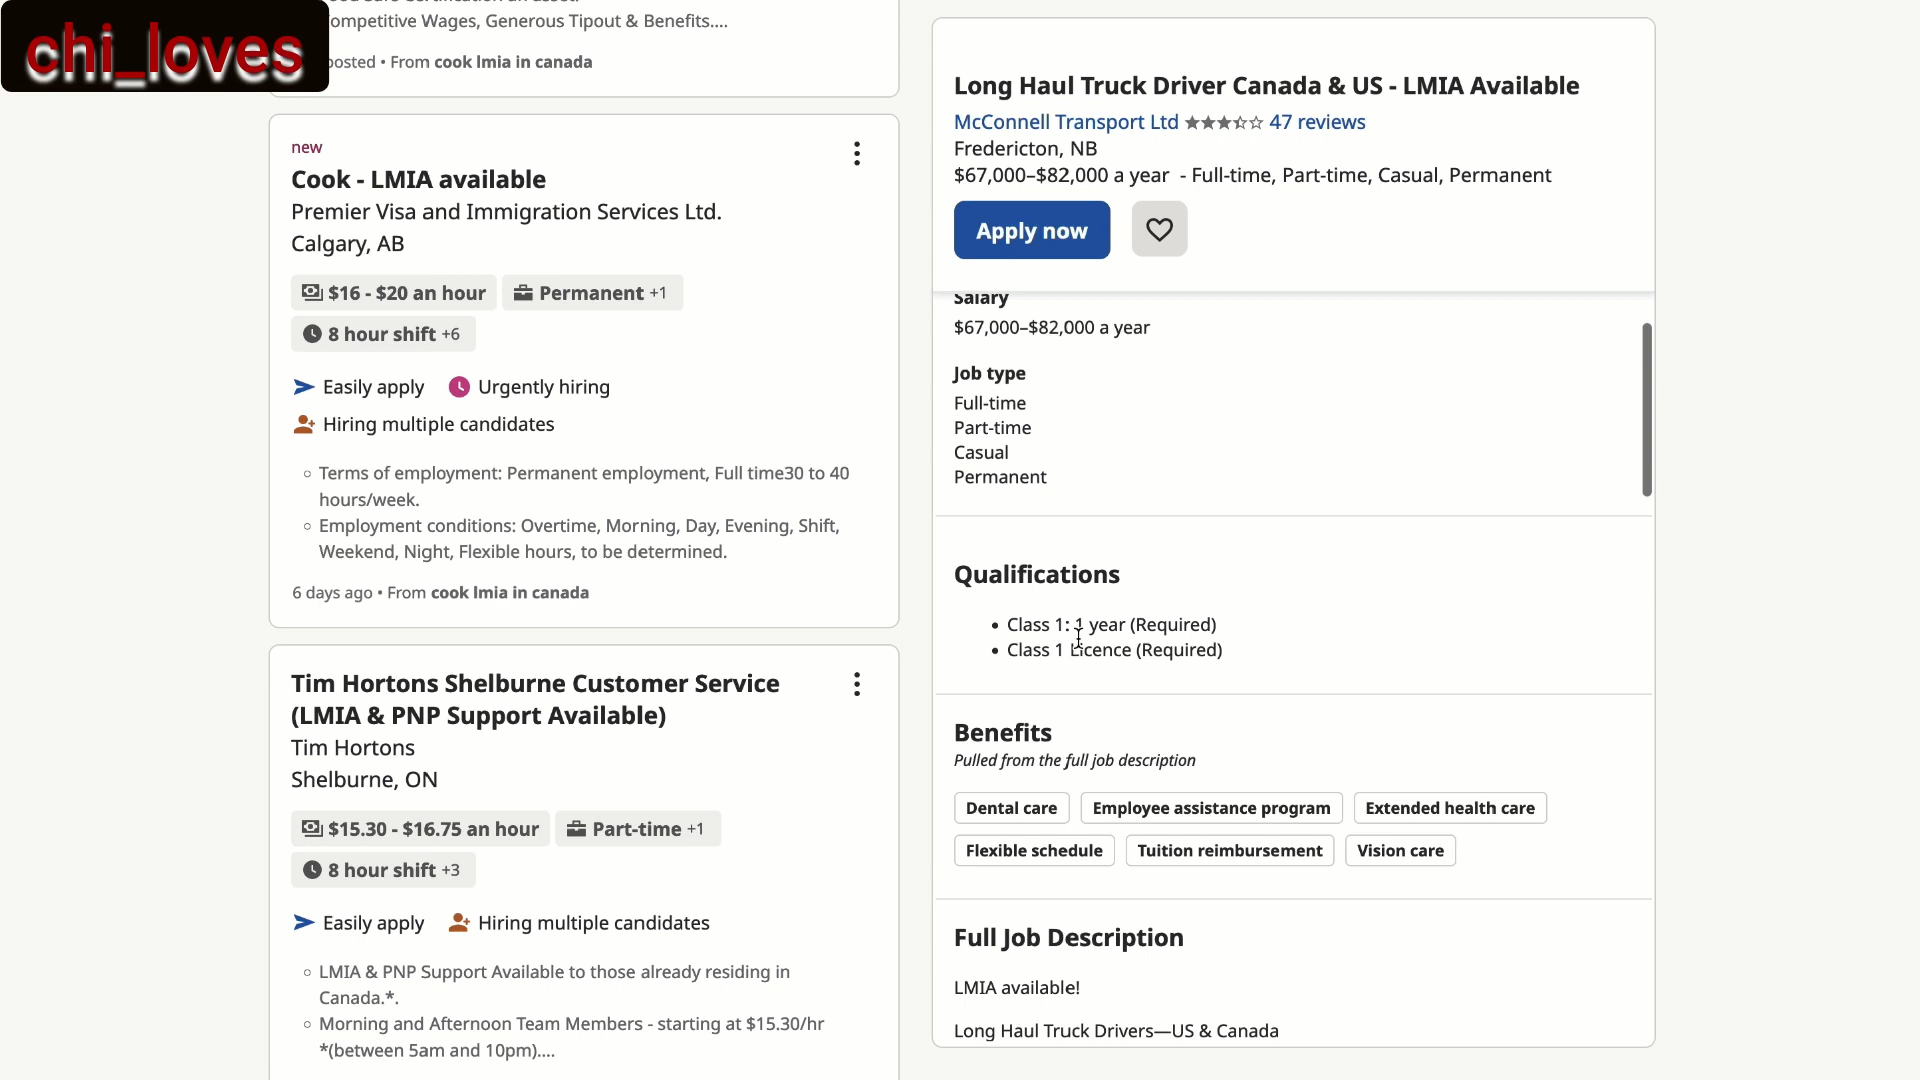 chi_loves
ompetitive Wages, Generous Tipout & Benefits....
posted • From cook lmia in canada
new
Cook - LMIA available
Premier Visa and Immigration Services Ltd.
Calgary, AB
$16 - $20 an hour
Permanent +1
8 hour shift +6
Easily apply
Urgently hiring
Hiring multiple candidates
Terms of employment: Permanent employment, Full time30 to 40
hours/week.
Employment conditions: Overtime, Morning, Day, Evening, Shift,
Weekend, Night, Flexible hours, to be determined.
6 days ago • From cook lmia in canada
Tim Hortons Shelburne Customer Service
(LMIA & PNP Support Available)
Tim Hortons
Shelburne, ON
$15.30 - $16.75 an hour
Part-time +1
8 hour shift +3
Easily apply
Hiring multiple candidates
LMIA & PNP Support Available to those already residing in
Canada.*.
Morning and Afternoon Team Members - starting at $15.30/hr
*(between 5am and 10pm)....
Long Haul Truck Driver Canada & US - LMIA Available
McConnell Transport Ltd 47 reviews
Fredericton, NB
$67,000–$82,000 a year - Full-time, Part-time, Casual, Permanent
Apply now
Salary
$67,000–$82,000 a year
Job type
Full-time
Part-time
Casual
Permanent
Qualifications
Class 1: 1 year (Required)
Class 1 Licence (Required)
Benefits
Pulled from the full job description
Dental care
Employee assistance program
Extended health care
Flexible schedule
Tuition reimbursement
Vision care
Full Job Description
LMIA available!
Long Haul Truck Drivers—US & Canada